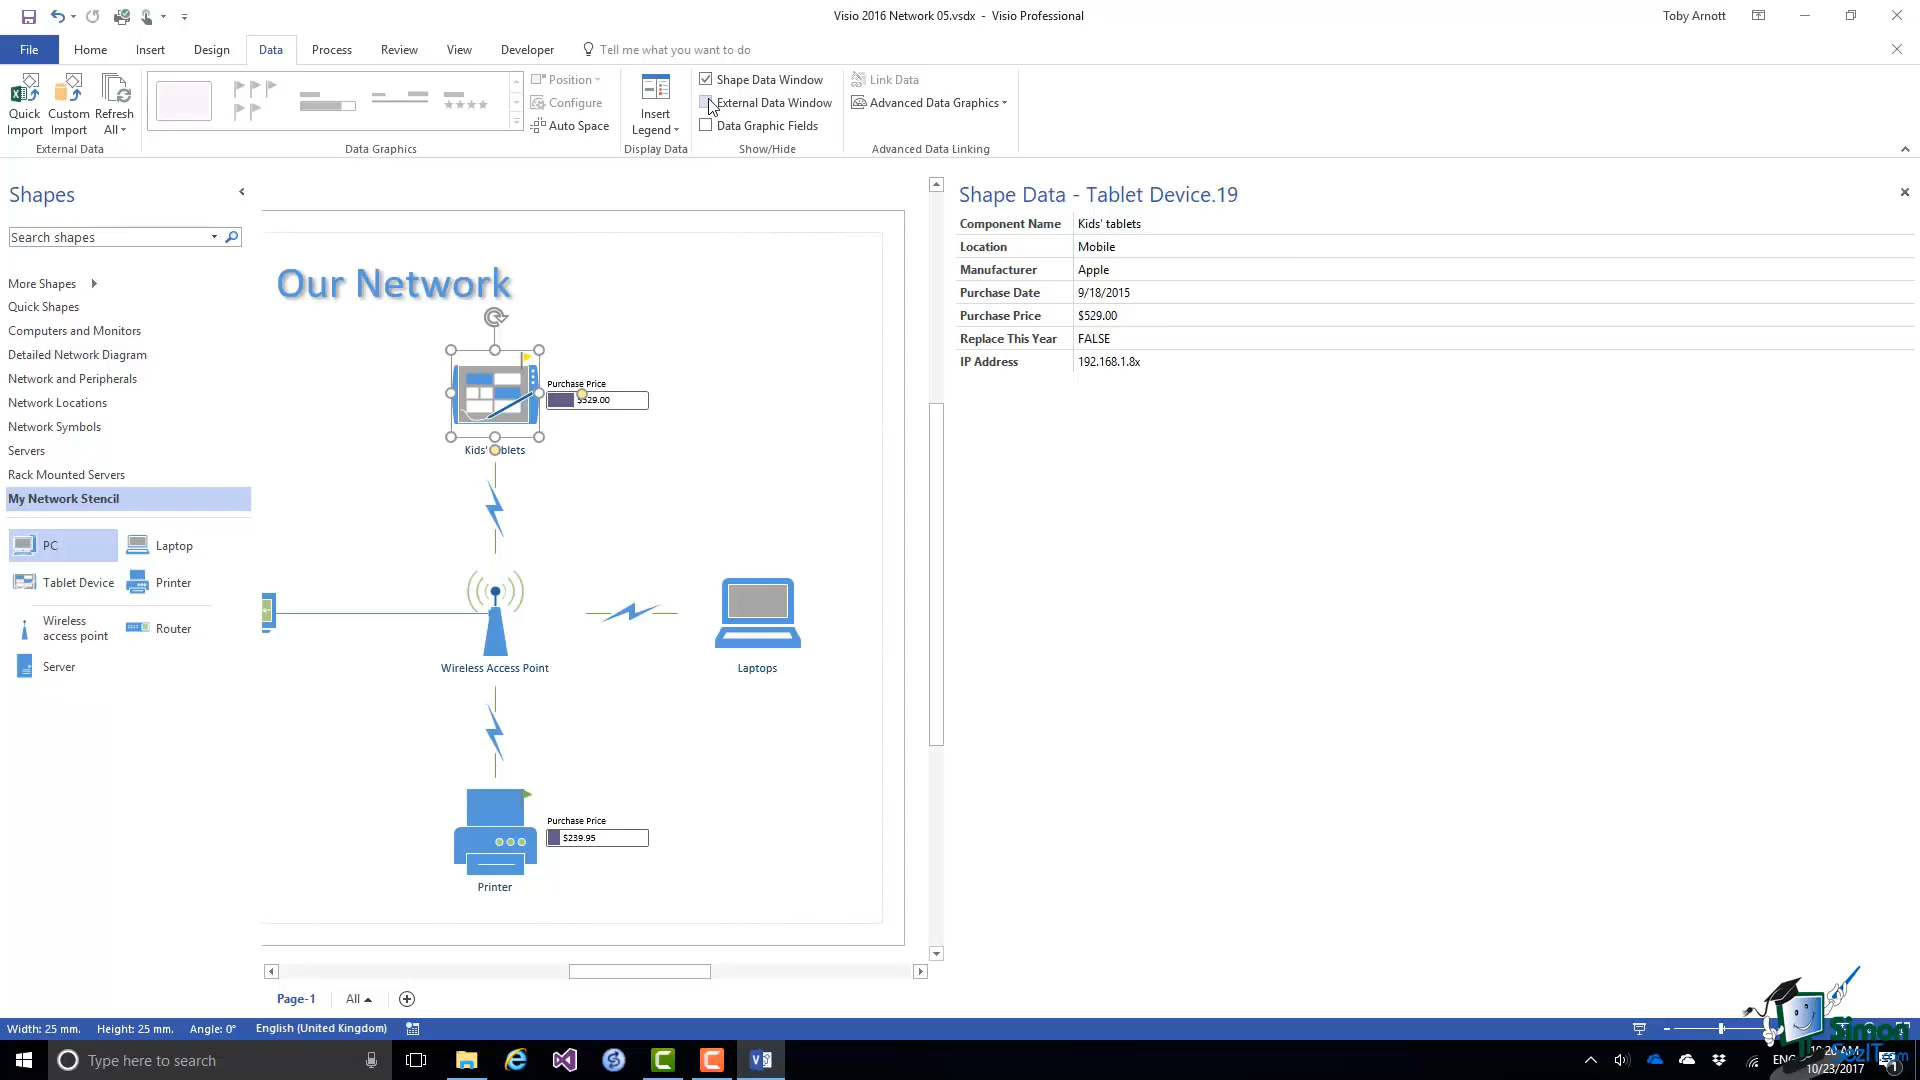 Visio 2016 Network 05.vsdx - Visio Professional
Toby Arnott
File Home Insert Design Data Process Review View Developer Tell me what you want to do
Quick Import
Custom Import
Refresh All
External Data
Position
Configure
Auto Space
Data Graphics
Insert Legend
Display Data
Shape Data Window
External Data Window
Data Graphic Fields
Show/Hide
Link Data
Advanced Data Graphics
Advanced Data Linking
Shapes
Search shapes
More Shapes
Quick Shapes
Computers and Monitors
Detailed Network Diagram
Network and Peripherals
Network Locations
Network Symbols
Servers
Rack Mounted Servers
My Network Stencil
PC
Laptop
Tablet Device
Printer
Wireless access point
Router
Server
Our Network
Purchase Price
$529.00
Wireless Access Point
Laptops
Purchase Price
$239.95
Printer
Page-1
All
Shape Data - Tablet Device.19
Component Name Kids' tablets
Location Mobile
Manufacturer Apple
Purchase Date 9/18/2015
Purchase Price $529.00
Replace This Year FALSE
IP Address 192.168.1.8x
Width: 25 mm. Height: 25 mm. Angle: 0° English (United Kingdom)
Type here to search
10/23/2017
Simon
SezIT.com